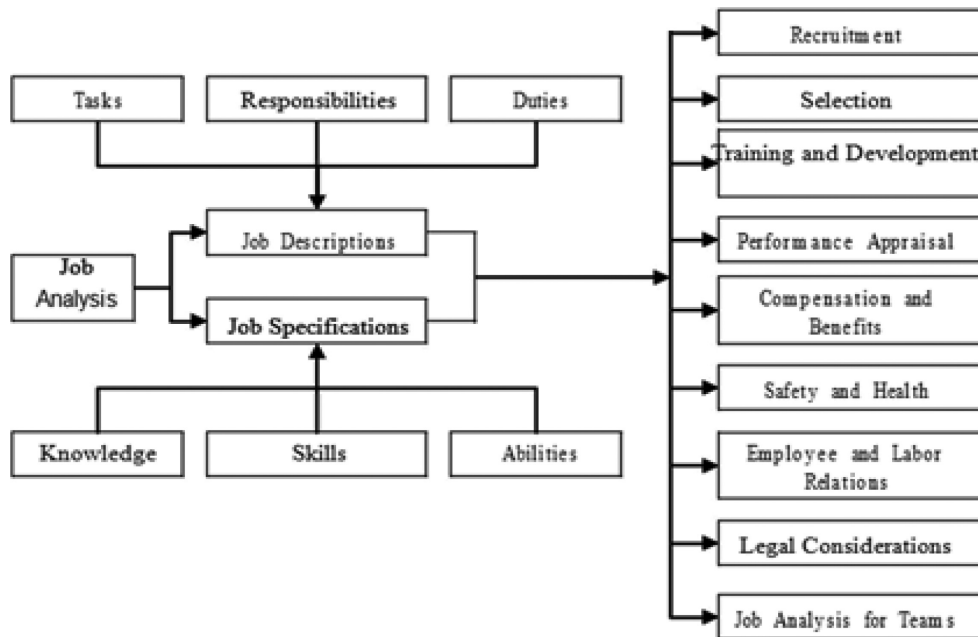 Tasks
Responsibilities
Duties
Job Descriptions
Job
Analysis
Job Specifications
Knowledge
Skills
Abilities
Recruitment
Selection
Training and Development
Performance Appraisal
Compensation and
Benefits
Safety and Health
Employee and Labor
Relations
Legal Considerations
Job Analysis for Teams